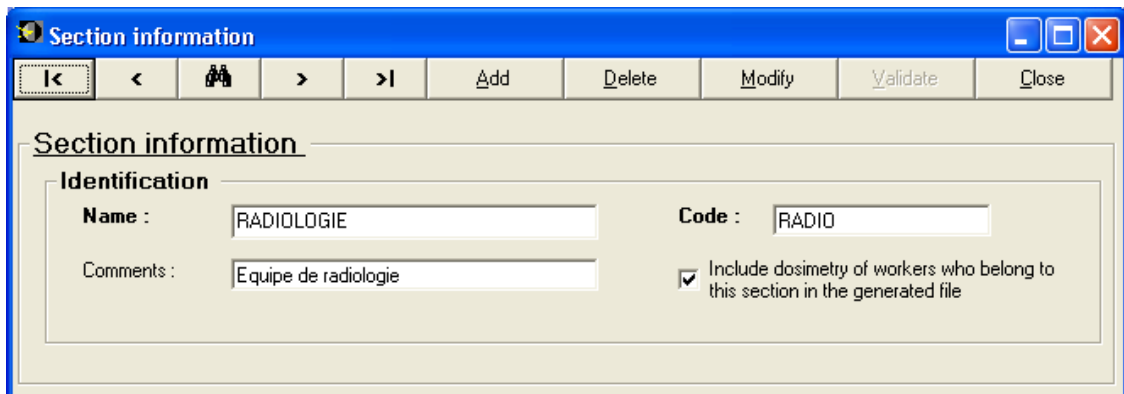 Section information
|< < > >| Add Delete Modify Validate Close
Section information
Identification
Name : RADIOLOGIE Code : RADIO
Comments : Equipe de radiologie Include dosimetry of workers who belong to
this section in the generated file